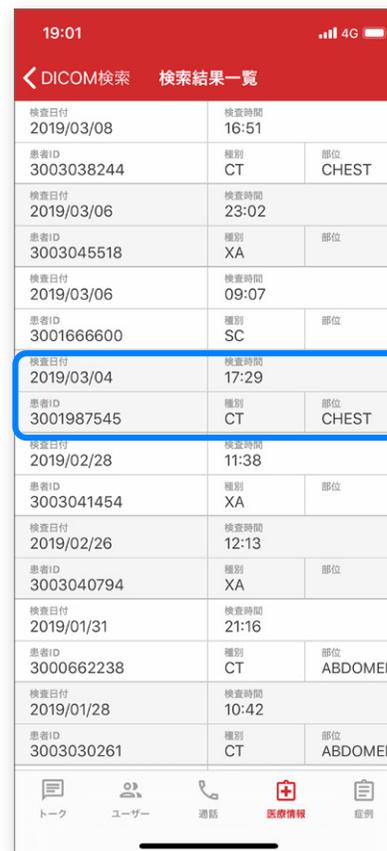 19:01 4G
DICOM検索 検索結果一覧
検査日付 検査時間
2019/03/08 16:51
患者ID 種別 部位
3003038244 CT CHEST
検査日付 検査時間
2019/03/06 23:02
患者ID 種別 部位
3003045518 XA
検査日付 検査時間
2019/03/06 09:07
患者ID 種別 部位
3001666600 SC
検査日付 検査時間
2019/03/04 17:29
患者ID 種別 部位
3001987545 CT CHEST
検査日付 検査時間
2019/02/28 11:38
患者ID 種別 部位
3003041454 XA
検査日付 検査時間
2019/02/26 12:13
患者ID 種別 部位
3003040794 XA
検査日付 検査時間
2019/01/31 21:16
患者ID 種別 部位
3000662238 CT ABDOME
検査日付 検査時間
2019/01/28 10:42
患者ID 種別 部位
3003030261 CT ABDOME
トーク ユーザー 通話 医療情報 症例